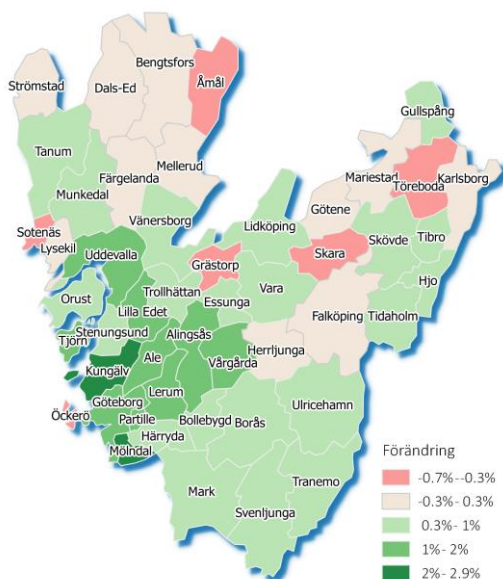 Bengtsfors
Strömstad
Dals-Ed
Åmål
Gullspång
Tanum
Mellerud
Färgelanda
Mariestad
Karlsborg
Töreboda
Munkedal
Götene
Vänersborg
Sotenäs
Lidköping
Lysekil
Skövde
Tibro
Uddevalla
Grästorp
Skara
Hjo
Trollhättan
Orust
Essunga
Vara
Lilla Edet
Falköping
Tidaholm
Stenungsund
Alingsås
Tjörn
Herrljunga
Ale
Vårgårda
Kungälv
Lerum
Göteborg
Ulricehamn
Öckerö
Partille
Bollebygd
Borås
Härryda
Mölndal
Tranemo
Mark
Svenljunga
Förändring
-0.7%--0.3%
-0.3%- 0.3%
0.3%- 1%
1%- 2%
2%- 2.9%